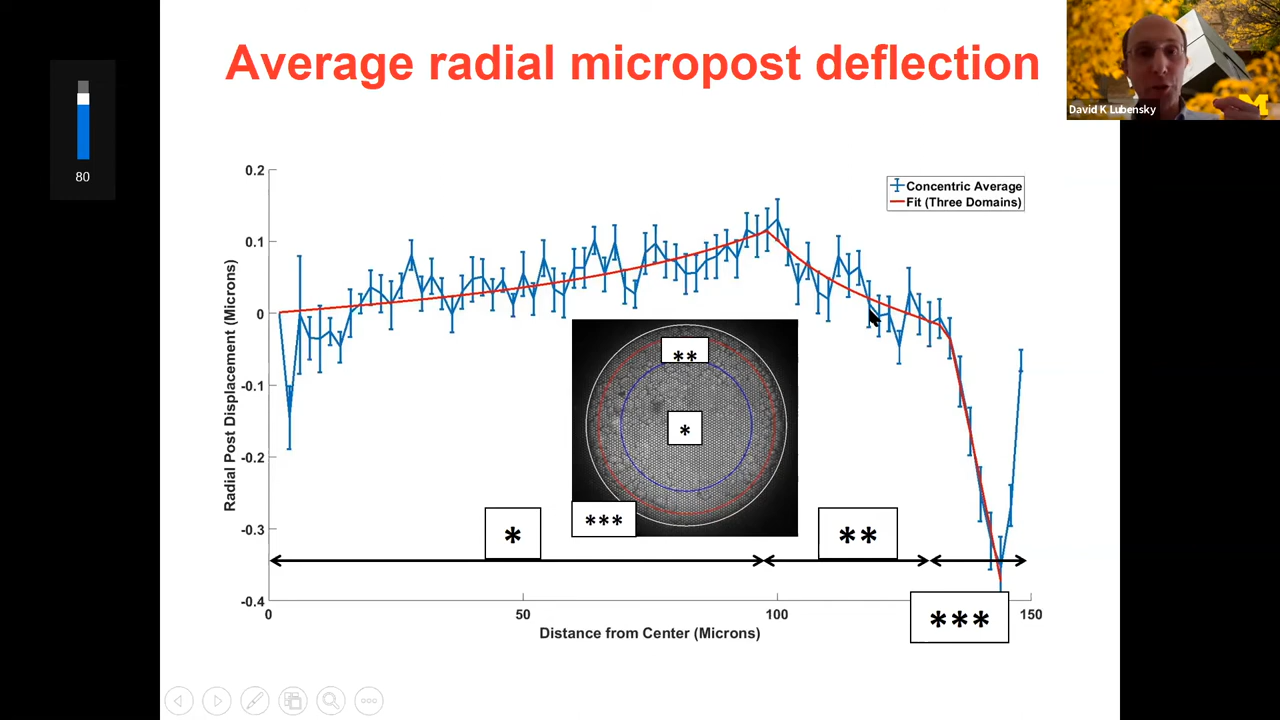 Average radial micropost deflection
David K Lubensky
M
80
Concentric Average
Fit (Three Domains)
Radial Post Displacement (Microns)
0.2
0.1
0
-0.1
-0.2
-0.3
-0.4
**
*
***
*
**
***
0
50
100
150
Distance from Center (Microns)